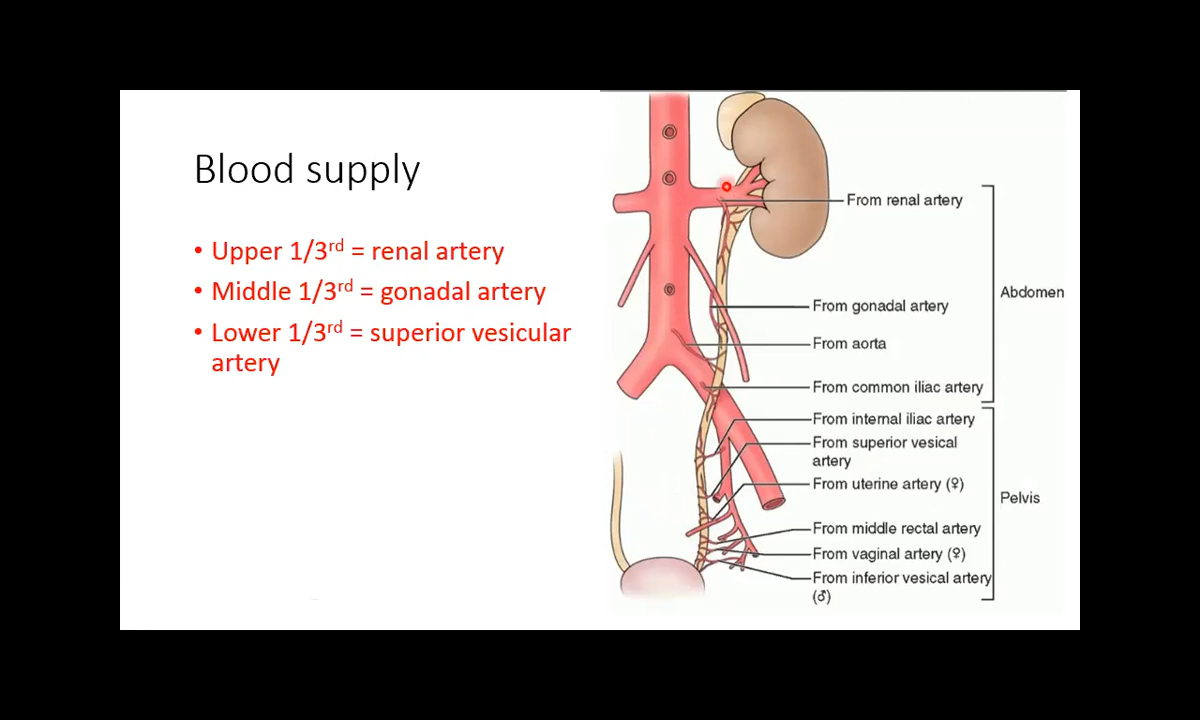 Blood supply
• Upper 1/3rd = renal artery
• Middle 1/3rd = gonadal artery
• Lower 1/3rd = superior vesicular
artery
From renal artery
From gonadal artery
From aorta
From common iliac artery
Abdomen
From internal iliac artery
From superior vesical
artery
From uterine artery (♀)
From middle rectal artery
From vaginal artery (♀)
From inferior vesical artery
(♂)
Pelvis